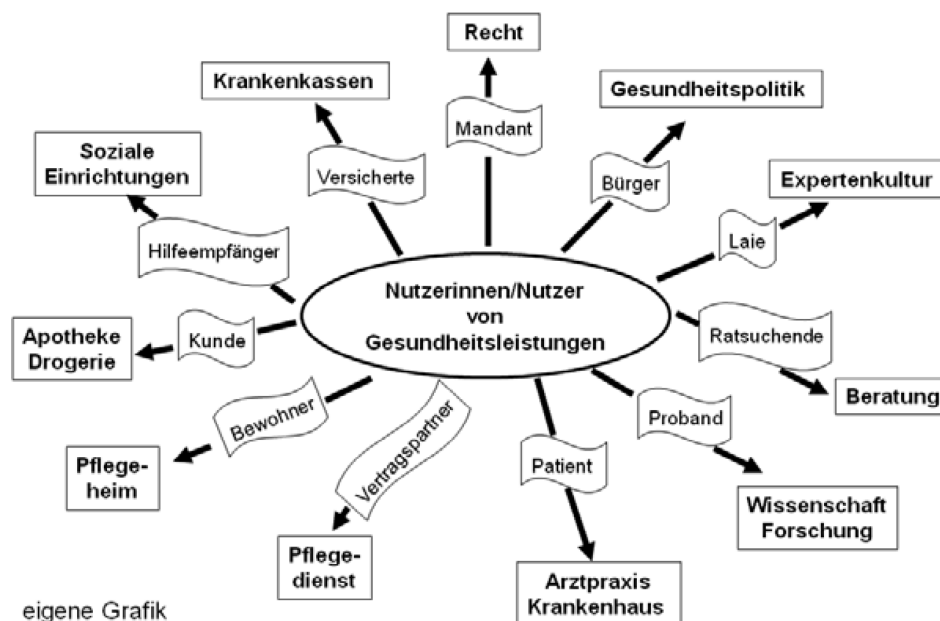 Recht
Krankenkassen
Gesundheitspolitik
Mandant
Soziale
Einrichtungen
Versicherte
Bürger
Expertenkultur
Hilfeempfänger
Laie
Nutzerinnen/Nutzer
von
Gesundheitsleistungen
Apotheke
Drogerie
Kunde
Ratsuchende
Beratung
Bewohner
Vertragspartner
Proband
Patient
Pflege-
heim
Wissenschaft
Forschung
Pflege-
dienst
Arztpraxis
Krankenhaus
eigene Grafik